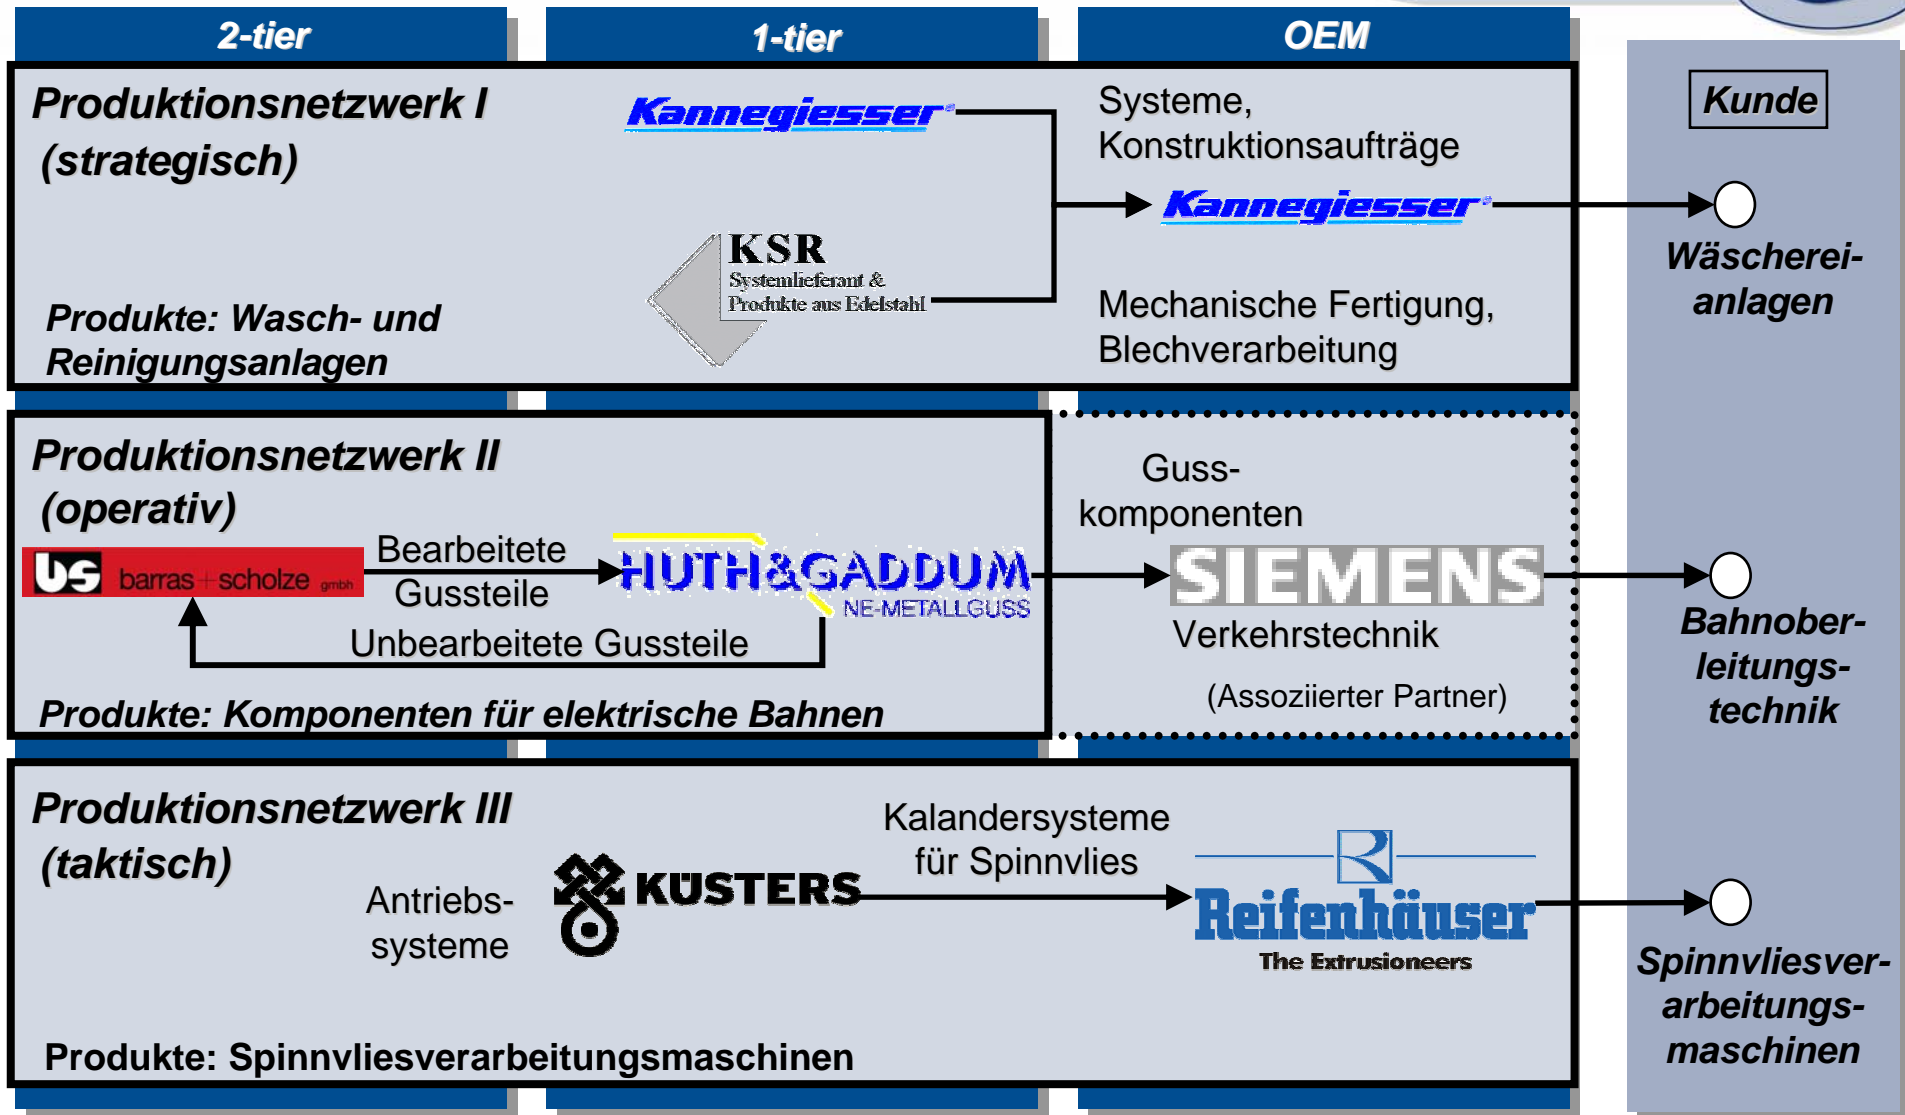 2-tier
1-tier
OEM
Kunde
Produktionsnetzwerk I
(strategisch)
Kannegiesser®
Systeme,
Konstruktionsaufträge
Kannegiesser®
KSR
Systemlieferant &
Produkte aus Edelstahl
Mechanische Fertigung,
Blechverarbeitung
Produkte: Wasch- und
Reinigungsanlagen
Wäscherei-
anlagen
Produktionsnetzwerk II
(operativ)
bs barras+scholze gmbh
Bearbeitete
Gussteile
HUTH&GADDUM
NE-METALLGUSS
Unbearbeitete Gussteile
Guss-
komponenten
SIEMENS
Verkehrstechnik
(Assoziierter Partner)
Produkte: Komponenten für elektrische Bahnen
Bahnober-
leitungs-
technik
Produktionsnetzwerk III
(taktisch)
Antriebs-
systeme
KÜSTERS
Kalandersysteme
für Spinnvlies
Reifenhäuser
The Extrusioneers
Produkte: Spinnvliesverarbeitungsmaschinen
Spinnvliesver-
arbeitungs-
maschinen